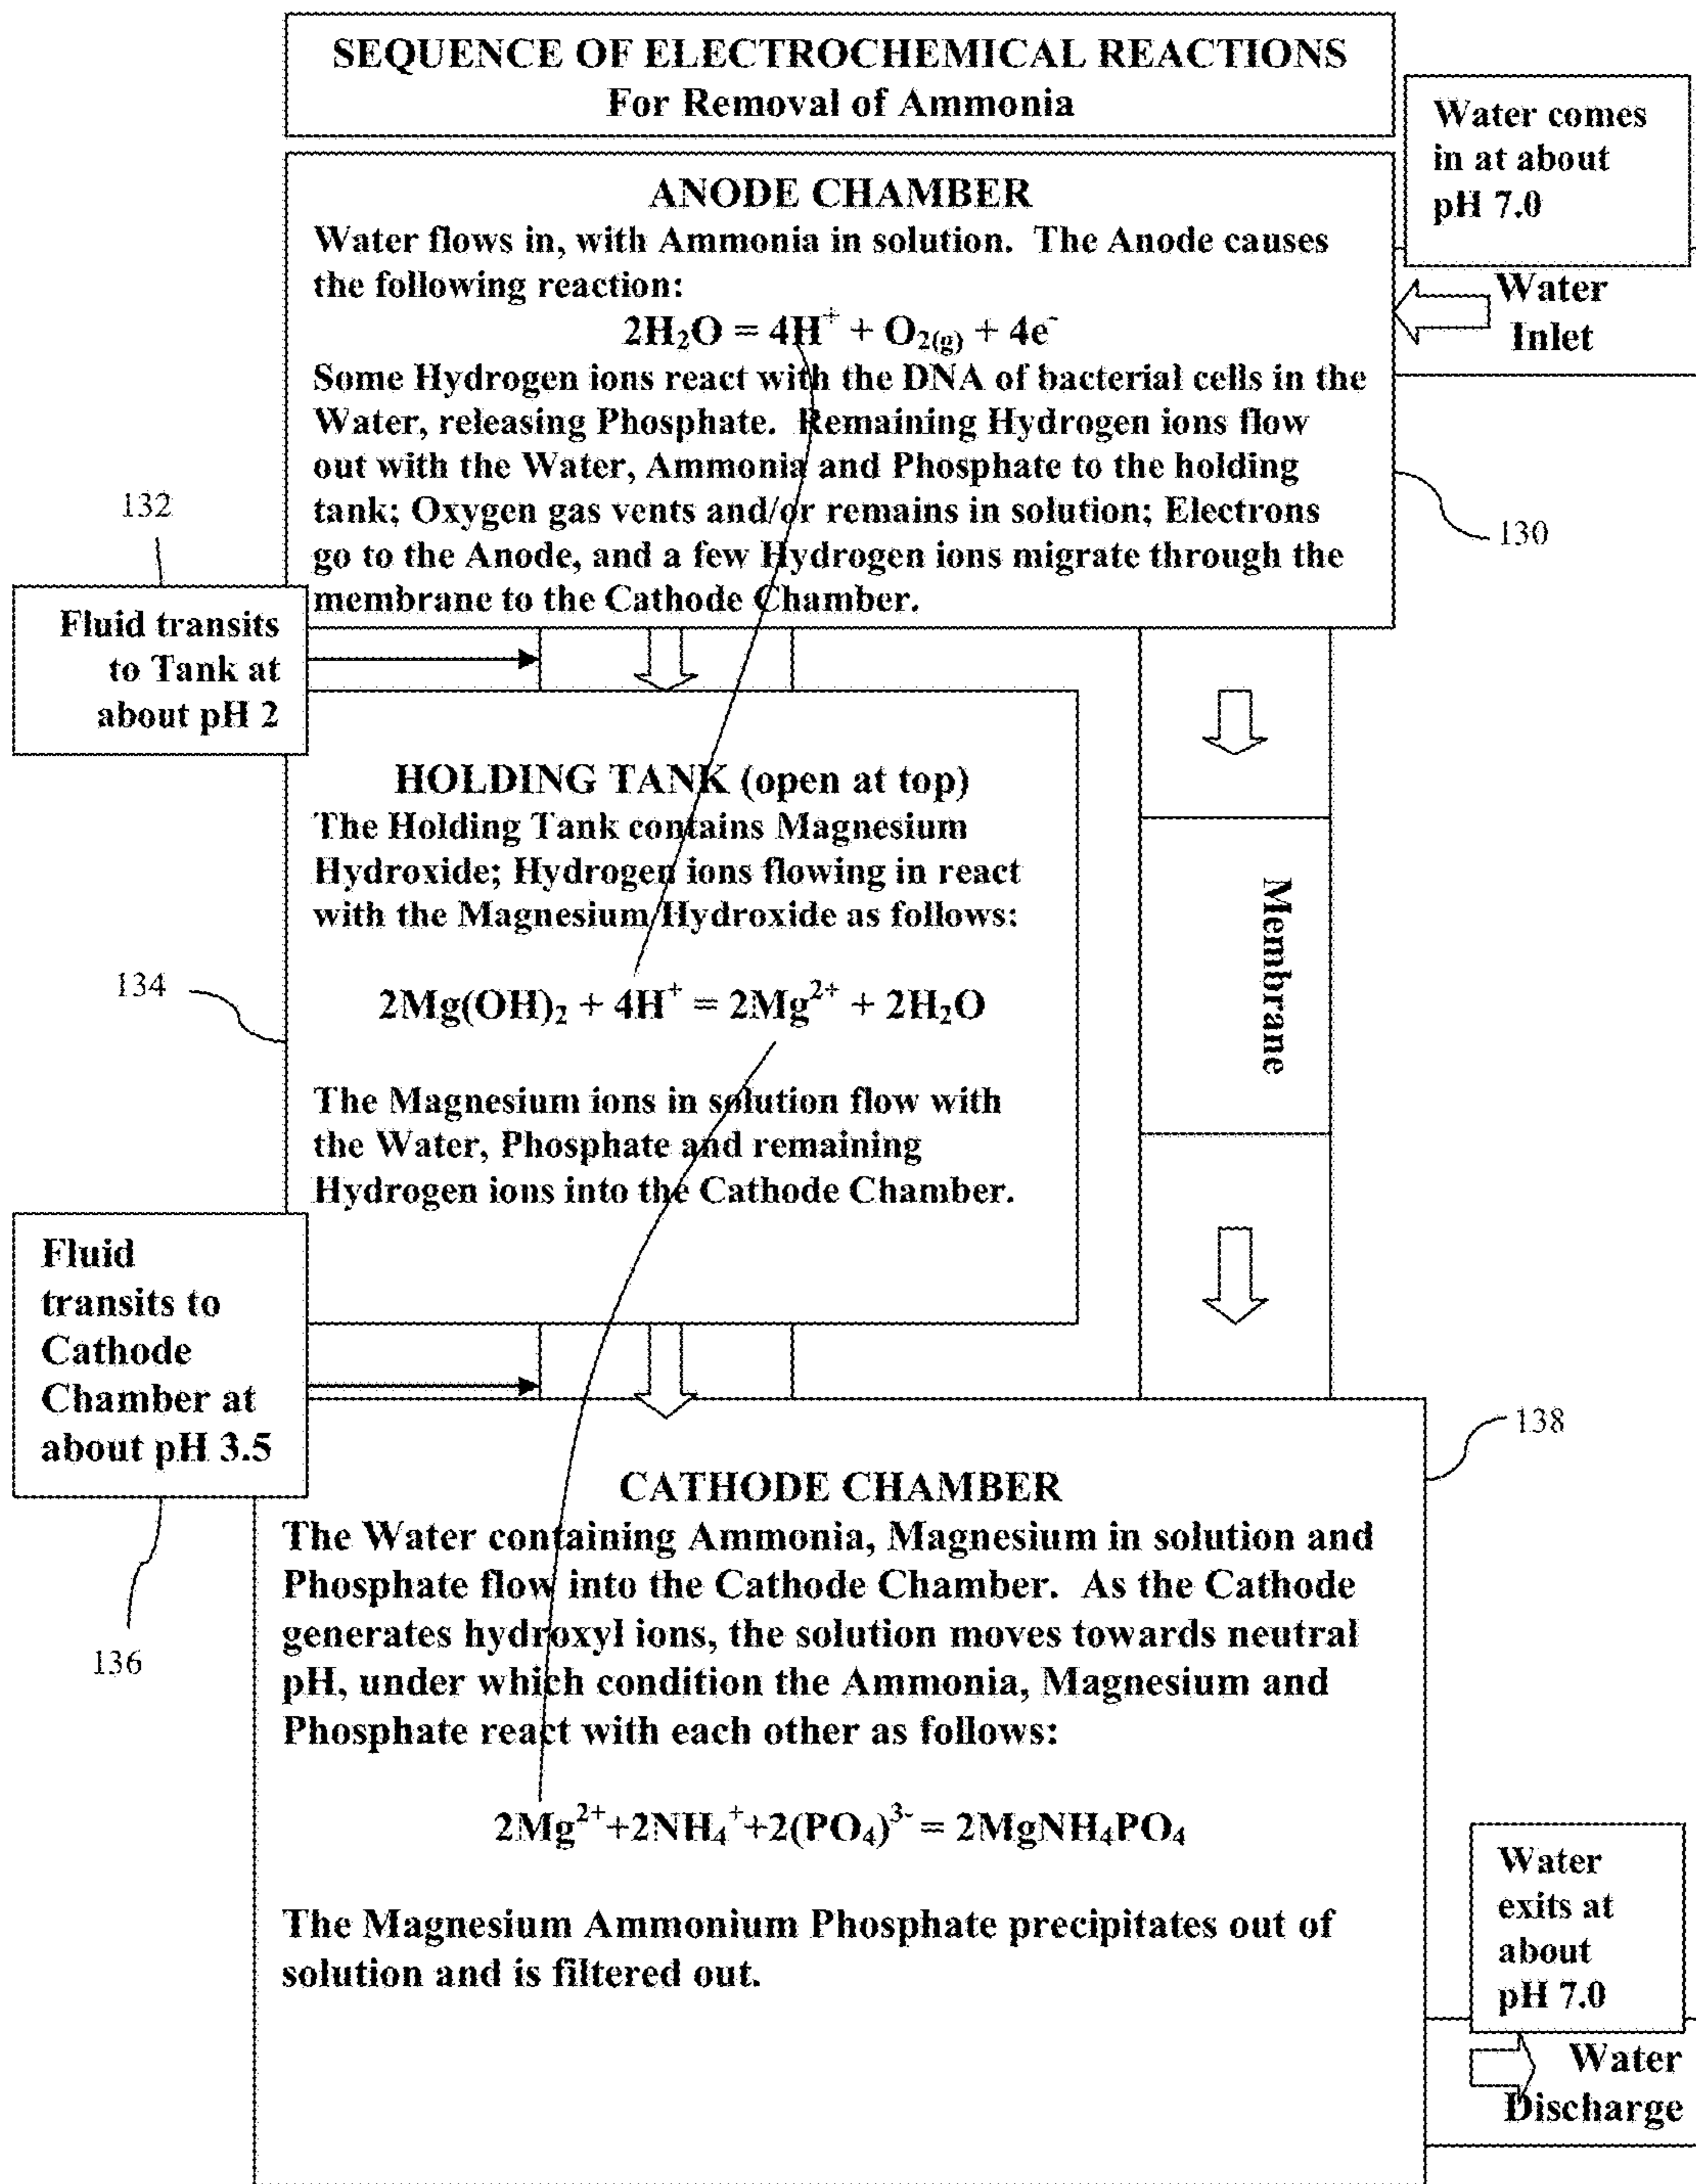 SEQUENCE OF ELECTROCHEMICAL REACTIONS
For Removal of Ammonia
Water comes
in at about
pH 7.0
Water
Inlet
ANODE CHAMBER
Water flows in, with Ammonia in solution. The Anode causes
the following reaction:
2H₂O = 4H⁺ + O₂(g) + 4e⁻
Some Hydrogen ions react with the DNA of bacterial cells in the
Water, releasing Phosphate. Remaining Hydrogen ions flow
out with the Water, Ammonia and Phosphate to the holding
tank; Oxygen gas vents and/or remains in solution; Electrons
go to the Anode, and a few Hydrogen ions migrate through the
membrane to the Cathode Chamber.
130
132
Fluid transits
to Tank at
about pH 2
HOLDING TANK (open at top)
The Holding Tank contains Magnesium
Hydroxide; Hydrogen ions flowing in react
with the Magnesium Hydroxide as follows:
2Mg(OH)₂ + 4H⁺ = 2Mg²⁺ + 2H₂O
The Magnesium ions in solution flow with
the Water, Phosphate and remaining
Hydrogen ions into the Cathode Chamber.
134
Membrane
Fluid
transits to
Cathode
Chamber at
about pH 3.5
136
138
CATHODE CHAMBER
The Water containing Ammonia, Magnesium in solution and
Phosphate flow into the Cathode Chamber. As the Cathode
generates hydroxyl ions, the solution moves towards neutral
pH, under which condition the Ammonia, Magnesium and
Phosphate react with each other as follows:
2Mg²⁺+2NH₄⁺+2(PO₄)³⁻ = 2MgNH₄PO₄
The Magnesium Ammonium Phosphate precipitates out of
solution and is filtered out.
Water
exits at
about
pH 7.0
Water
Discharge